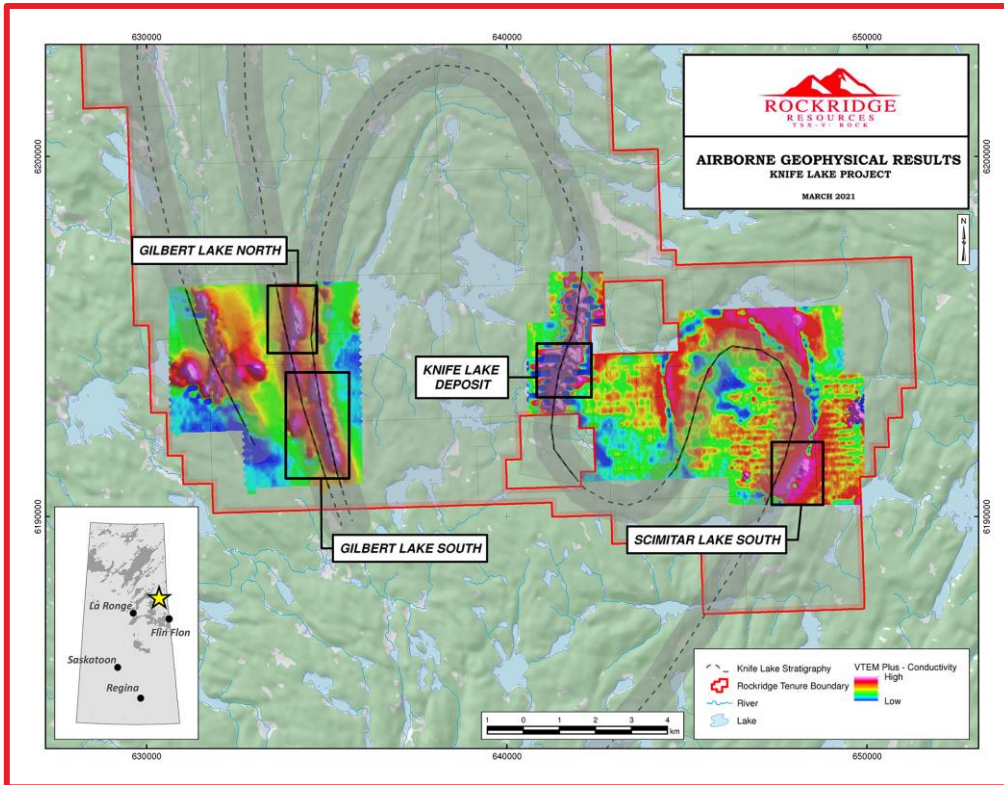 630000
640000
650000
ROCKRIDGE
RESOURCES
TSX-V: ROCK
AIRBORNE GEOPHYSICAL RESULTS
KNIFE LAKE PROJECT
MARCH 2021
6200000
6200000
N
GILBERT LAKE NORTH
KNIFE LAKE
DEPOSIT
6190000
6190000
GILBERT LAKE SOUTH
SCIMITAR LAKE SOUTH
La Ronge
Flin Flon
Saskatoon
Regina
Knife Lake Stratigraphy
Rockridge Tenure Boundary
River
Lake
VTEM Plus - Conductivity
High
Low
1 0 1 2 3 4
km
630000
640000
650000